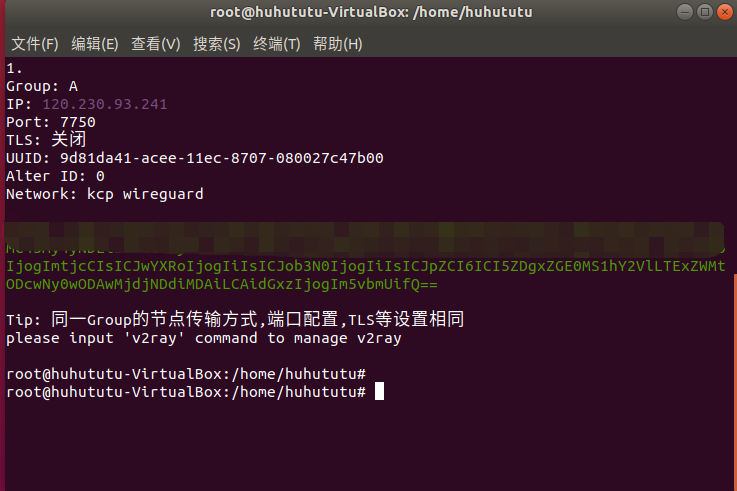 root@huhututu-VirtualBox: /home/huhututu
文件(F) 编辑(E) 查看(V) 搜索(S) 终端(T) 帮助(H)
1.
Group: A
IP: 120.230.93.241
Port: 7750
TLS: 关闭
UUID: 9d81da41-acee-11ec-8707-080027c47b00
Alter ID: 0
Network: kcp wireguard
IjogImtjcCIsICJwYXRoIjogIiIsICJob3N0IjogIiIsICJpZCI6ICI5ZDgxZGE0MS1hY2VlLTExZWMt
ODcwNy0wODAwMjdjNDdiMDAiLCAidGxzIjogIm5vbmUifQ==
Tip: 同一Group的节点传输方式,端口配置,TLS等设置相同
please input 'v2ray' command to manage v2ray
root@huhututu-VirtualBox:/home/huhututu#
root@huhututu-VirtualBox:/home/huhututu#